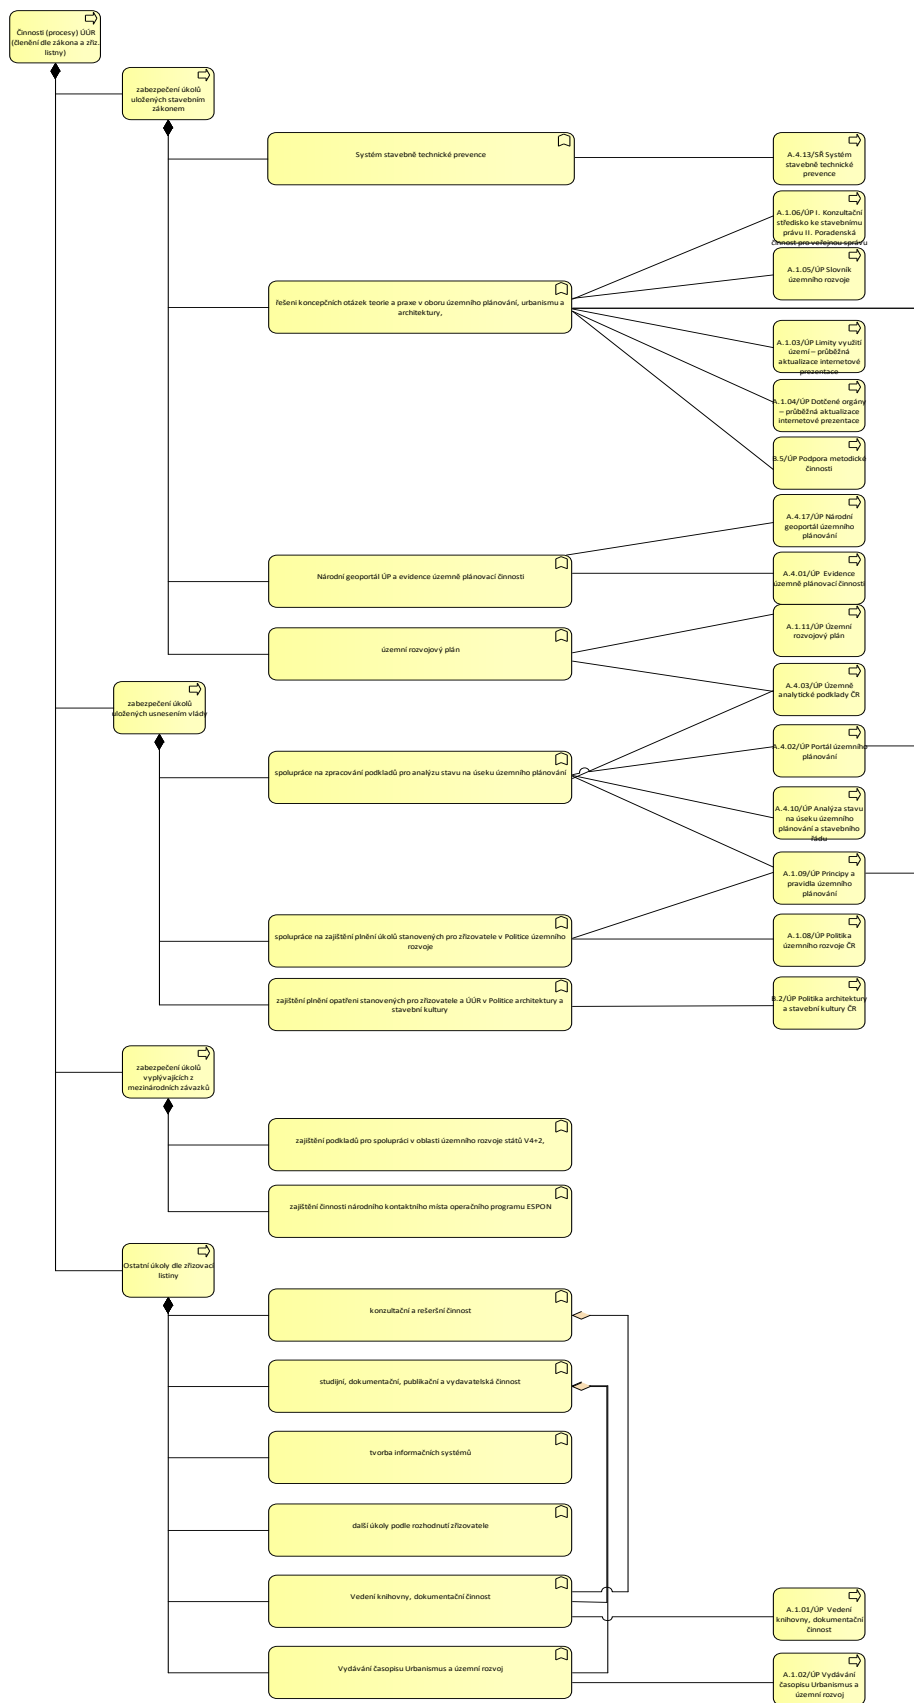 Činnosti (procesy) ÚÚR
(členění dle zákona a zřiz.
listny)
zabezpečení úkolů
uložených stavebním
zákonem
Systém stavebně technické prevence
A.4.13/SŘ Systém
stavebně technické
prevence
A.1.06/ÚP I. Konzultační
středisko ke stavebnímu
právu II. Poradenská
činnost pro veřejnou správu
A.1.05/ÚP Slovník
územního rozvoje
řešení koncepčních otázek teorie a praxe v oboru územního plánování, urbanismu a
architektury,
A.1.03/ÚP Limity využití
území – průběžná
aktualizace internetové
prezentace
A.1.04/ÚP Dotčené orgány
– průběžná aktualizace
internetové prezentace
B.5/ÚP Podpora metodické
činnosti
A.4.17/ÚP Národní
geoportál územního
plánování
Národní geoportál ÚP a evidence územně plánovací činnosti
A.4.01/ÚP Evidence
územně plánovací činnosti
A.1.11/ÚP Územní
rozvojový plán
územní rozvojový plán
A.4.03/ÚP Územně
analytické podklady ČR
zabezpečení úkolů
uložených usnesením vlády
A.4.02/ÚP Portál územního
plánování
spolupráce na zpracování podkladů pro analýzu stavu na úseku územního plánování
A.4.10/ÚP Analýza stavu
na úseku územního
plánování a stavebního
řádu
A.1.09/ÚP Principy a
pravidla územního
plánování
spolupráce na zajištění plnění úkolů stanovených pro zřizovatele v Politice územního
rozvoje
A.1.08/ÚP Politika
územního rozvoje ČR
zajištění plnění opatření stanovených pro zřizovatele a ÚÚR v Politice architektury a
stavební kultury
B.2/ÚP Politika architektury
a stavební kultury ČR
zabezpečení úkolů
vyplývajících z
mezinárodních závazků
zajištění podkladů pro spolupráci v oblasti územního rozvoje států V4+2,
zajištění činnosti národního kontaktního místa operačního programu ESPON
Ostatní úkoly dle zřizovací
listiny
konzultační a rešeršní činnost
studijní, dokumentační, publikační a vydavatelská činnost
tvorba informačních systémů
další úkoly podle rozhodnutí zřizovatele
Vedení knihovny, dokumentační činnost
A.1.01/ÚP Vedení
knihovny, dokumentační
činnost
Vydávání časopisu Urbanismus a územní rozvoj
A.1.02/ÚP Vydávání
časopisu Urbanismus a
územní rozvoj